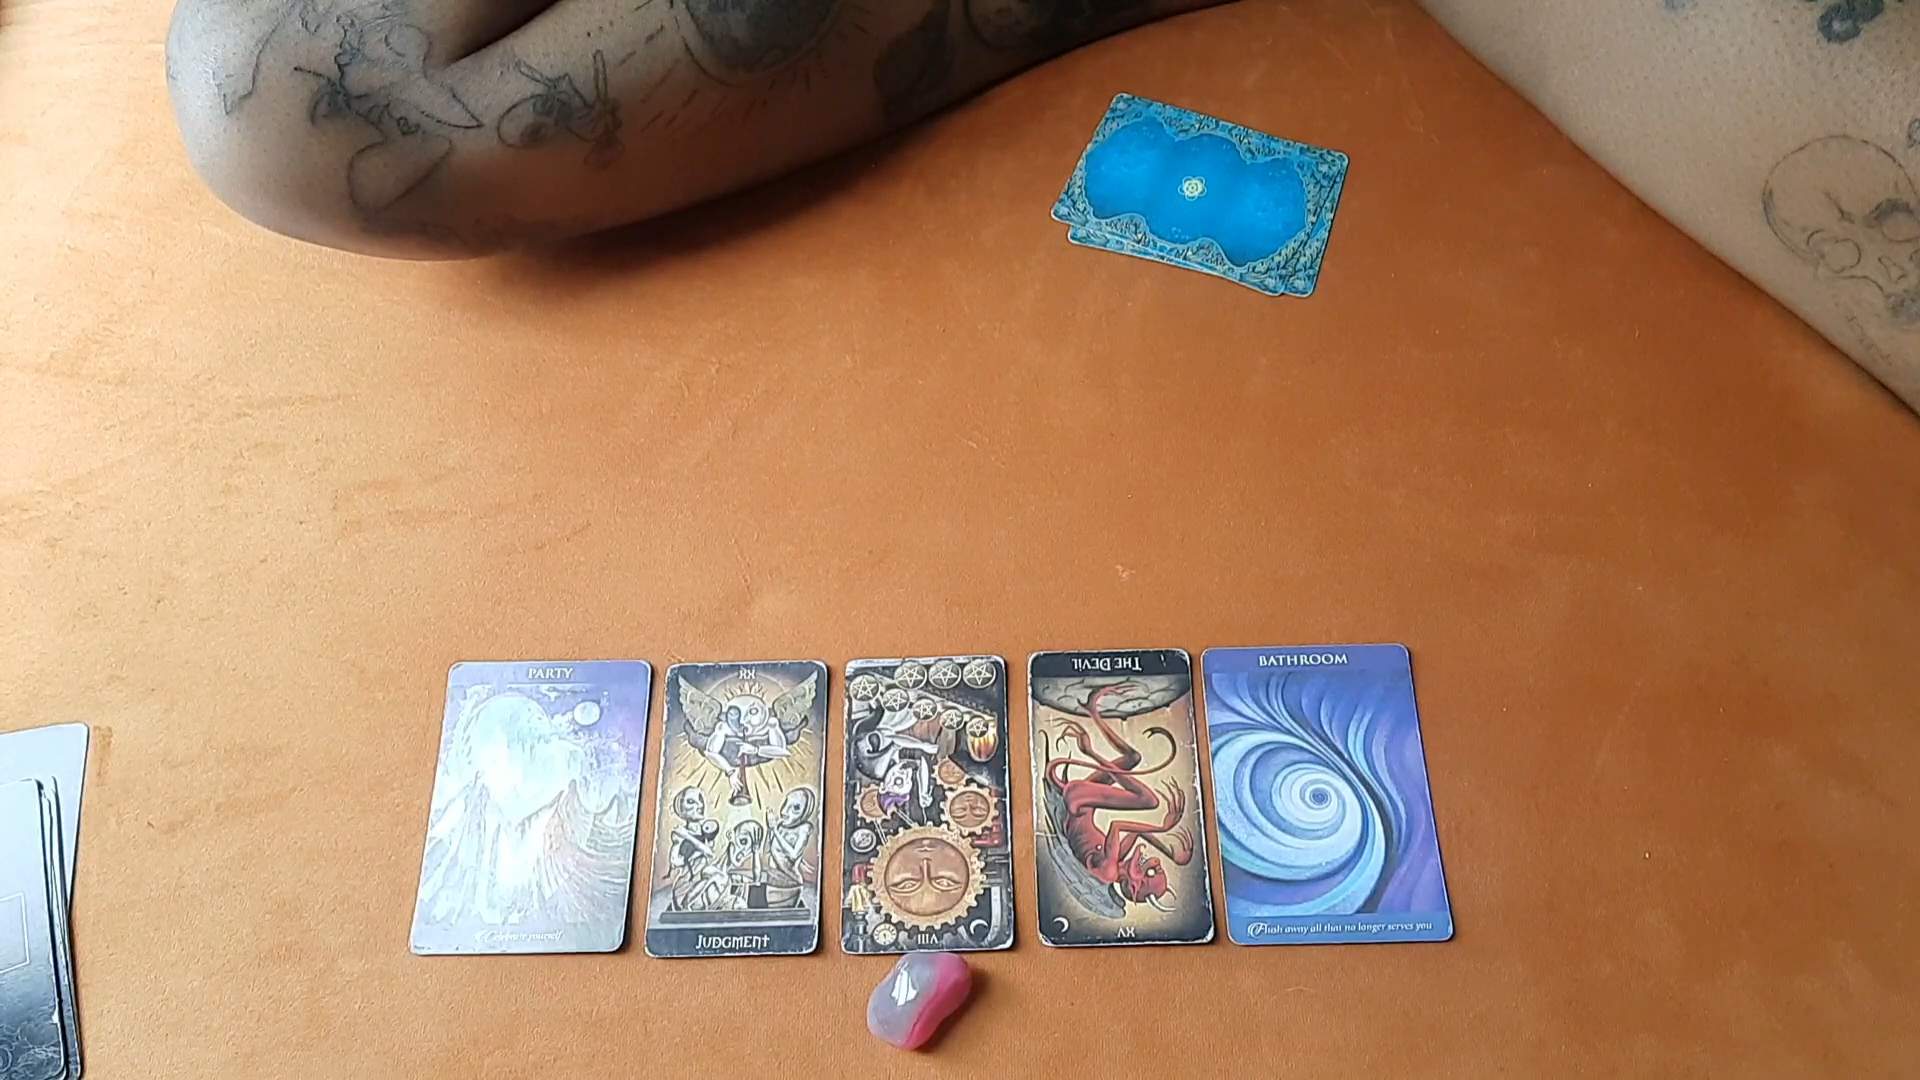 PARTY
Celebrate yourself
XX
JUDGMENT
VIII
THE DEVIL
XV
BATHROOM
Flush away all that no longer serves you